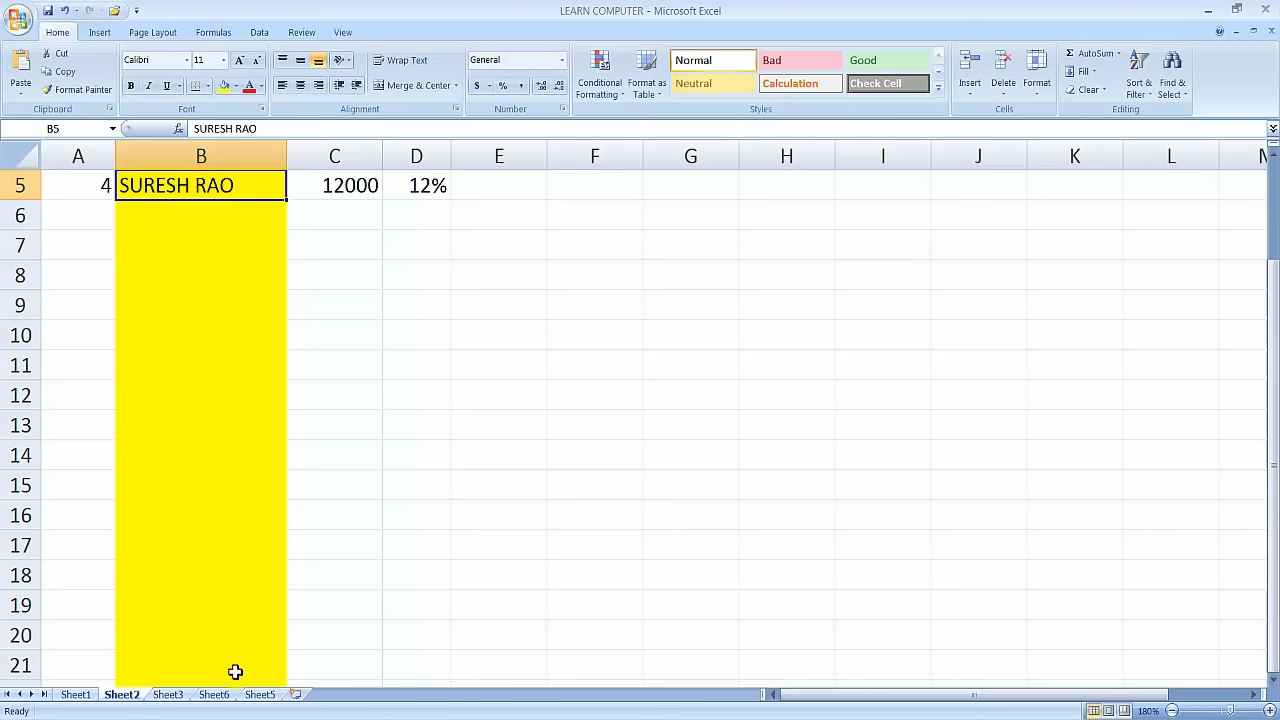 LEARN COMPUTER - Microsoft Excel
Home Insert Page Layout Formulas Data Review View
Paste Cut Copy Format Painter Clipboard
Calibri 11 A A B I U A Font
Wrap Text Merge & Center Alignment
General $ % , Number
Conditional Formatting Format as Table Normal Bad Good Neutral Calculation Check Cell Styles
Insert Delete Format Cells
Σ AutoSum Fill Clear Sort & Filter Find & Select Editing
B5 fx SURESH RAO
A B C D E F G H I J K L M
5 4 SURESH RAO 12000 12%
6
7
8
9
10
11
12
13
14
15
16
17
18
19
20
21
Sheet1 Sheet2 Sheet3 Sheet6 Sheet5
Ready 180%